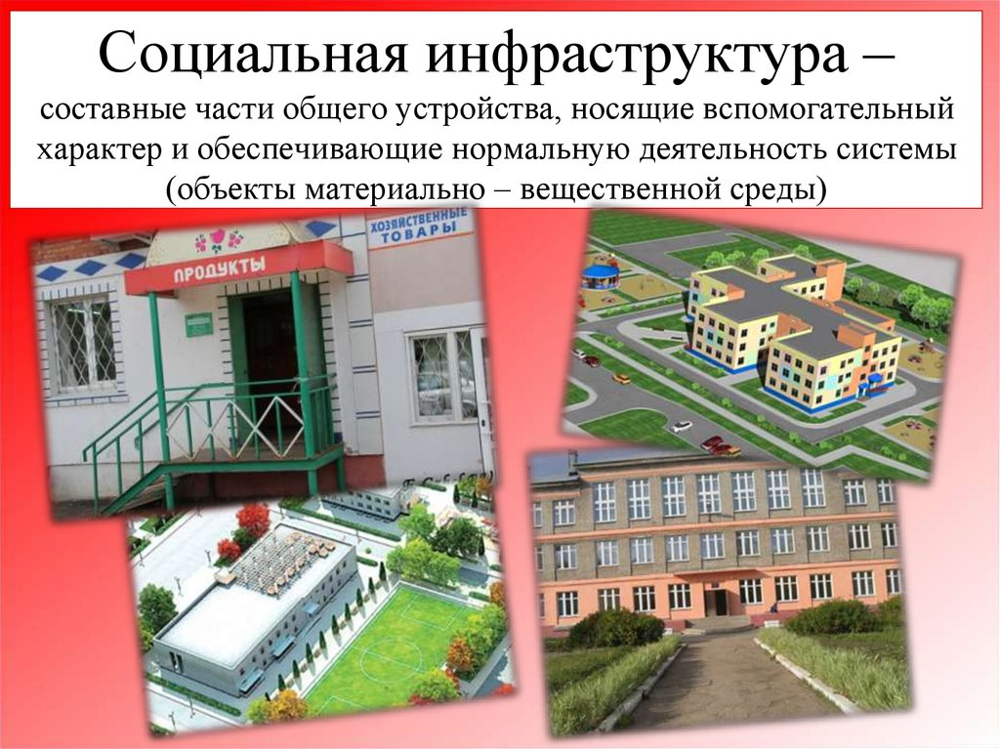 Социальная инфраструктура –
составные части общего устройства, носящие вспомогательный
характер и обеспечивающие нормальную деятельность системы
(объекты материально – вещественной среды)
ХОЗЯЙСТВЕННЫЕ
ТОВАРЫ
ПРОДУКТЫ